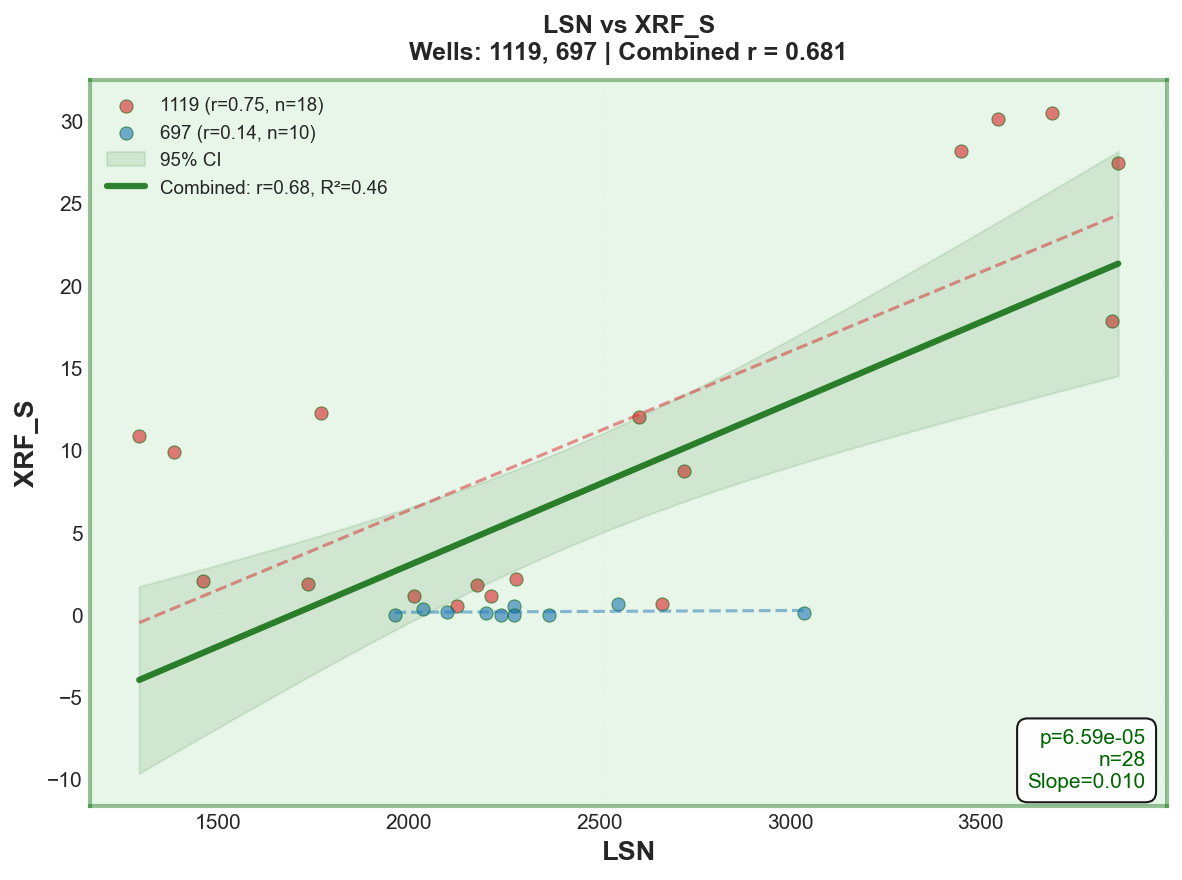 LSN vs XRF_S
Wells: 1119, 697 | Combined r = 0.681
1119 (r=0.75, n=18)
697 (r=0.14, n=10)
95% CI
Combined: r=0.68, R²=0.46
XRF_S
30
25
20
15
10
5
0
−5
−10
p=6.59e-05
n=28
Slope=0.010
1500 2000 2500 3000 3500
LSN